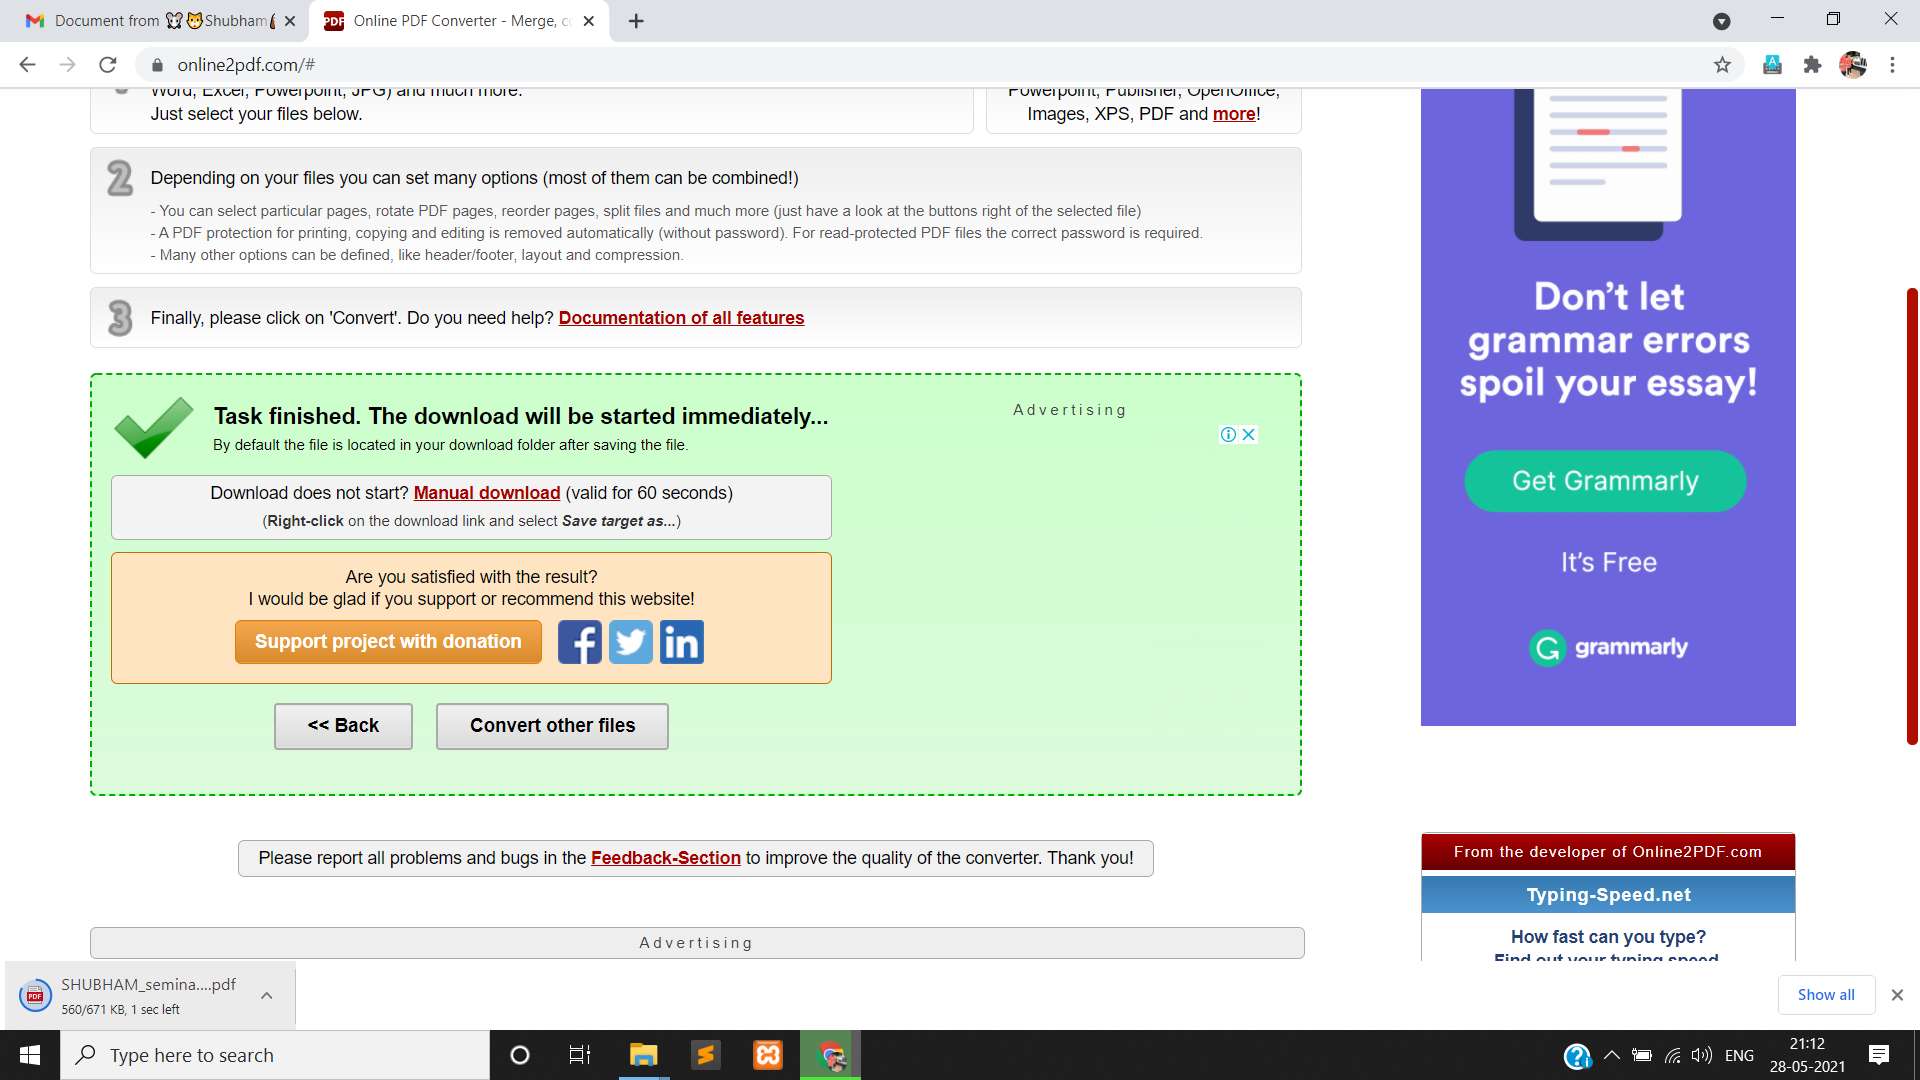 Document from 🐭🐱Shubham
Online PDF Converter - Merge, c
online2pdf.com/#
Word, Excel, Powerpoint, JPG) and much more.
Just select your files below.
Powerpoint, Publisher, OpenOffice,
Images, XPS, PDF and more!
2
Depending on your files you can set many options (most of them can be combined!)
- You can select particular pages, rotate PDF pages, reorder pages, split files and much more (just have a look at the buttons right of the selected file)
- A PDF protection for printing, copying and editing is removed automatically (without password). For read-protected PDF files the correct password is required.
- Many other options can be defined, like header/footer, layout and compression.
3
Finally, please click on 'Convert'. Do you need help? Documentation of all features
Task finished. The download will be started immediately...
By default the file is located in your download folder after saving the file.
Download does not start? Manual download (valid for 60 seconds)
(Right-click on the download link and select Save target as...)
Are you satisfied with the result?
I would be glad if you support or recommend this website!
Support project with donation
<< Back
Convert other files
Advertising
Please report all problems and bugs in the Feedback-Section to improve the quality of the converter. Thank you!
Advertising
Don't let
grammar errors
spoil your essay!
Get Grammarly
It's Free
grammarly
From the developer of Online2PDF.com
Typing-Speed.net
How fast can you type?
Find out your typing speed
SHUBHAM_semina....pdf
560/671 KB, 1 sec left
Show all
Type here to search
ENG
21:12
28-05-2021